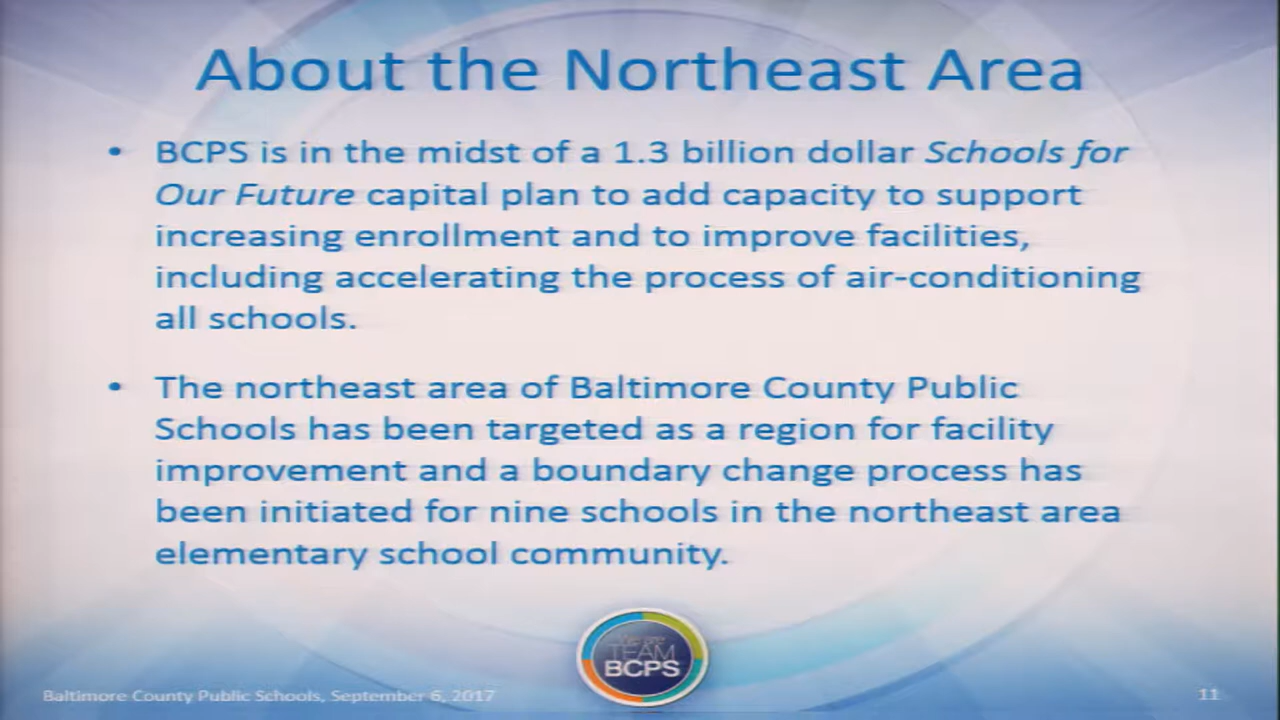 About the Northeast Area
• BCPS is in the midst of a 1.3 billion dollar Schools for
Our Future capital plan to add capacity to support
increasing enrollment and to improve facilities,
including accelerating the process of air-conditioning
all schools.
• The northeast area of Baltimore County Public
Schools has been targeted as a region for facility
improvement and a boundary change process has
been initiated for nine schools in the northeast area
elementary school community.
We are
TEAM
BCPS
Baltimore County Public Schools, September 6, 2017
11